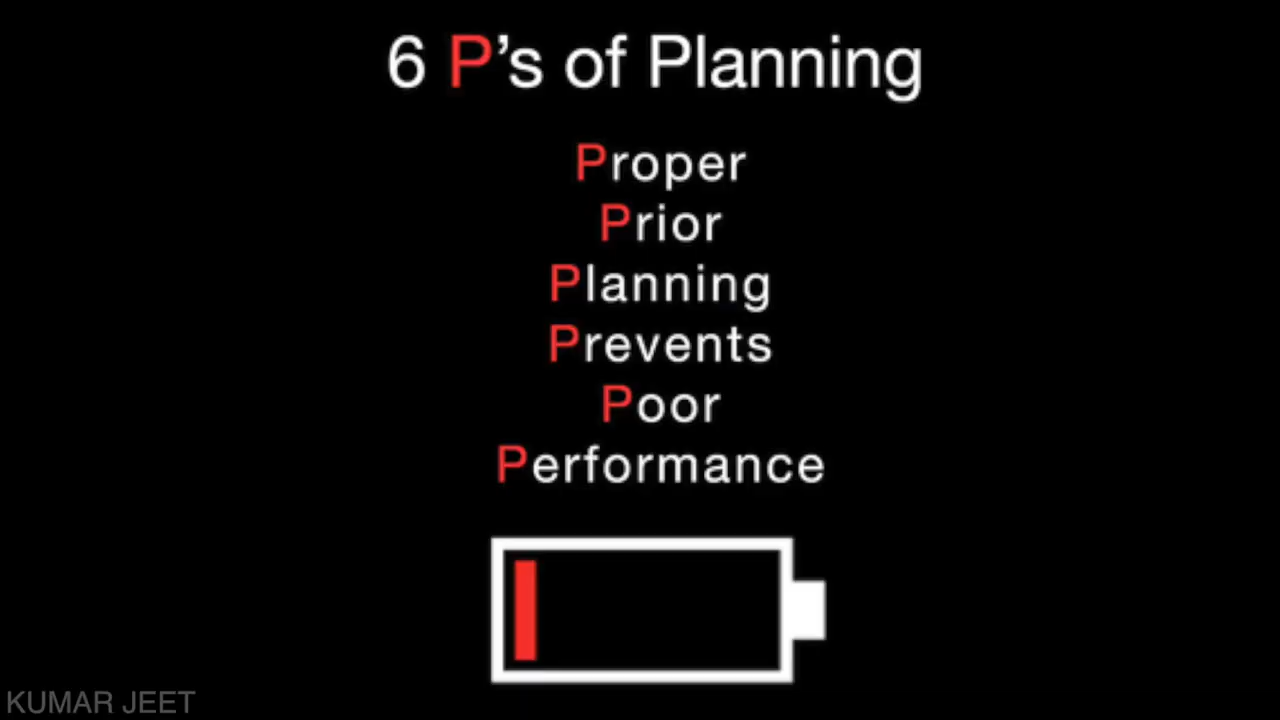 6 P’s of Planning
Proper
Prior
Planning
Prevents
Poor
Performance
KUMAR JEET